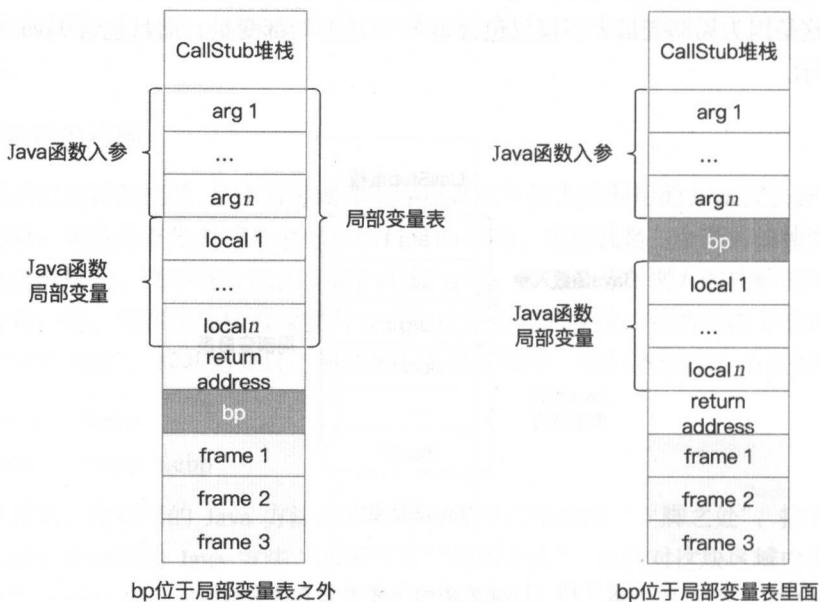 CallStub堆栈
arg 1
...
arg n
local 1
...
local n
return
address
bp
frame 1
frame 2
frame 3
Java函数入参
Java函数
局部变量
局部变量表
bp位于局部变量表之外
CallStub堆栈
arg 1
...
arg n
bp
local 1
...
local n
return
address
frame 1
frame 2
frame 3
Java函数入参
Java函数
局部变量
bp位于局部变量表里面